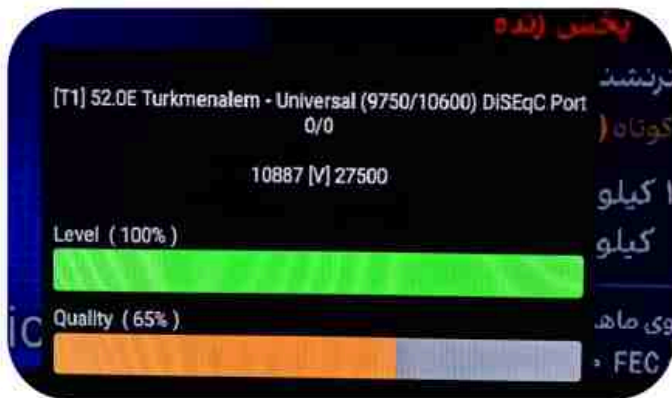 پخش زنده
[T1] 52.0E Turkmenalem - Universal (9750/10600) DiSEqC Port
0/0
10887 [V] 27500
کوتاه (
Level ( 100% )
کیلو
کیلو
Quality ( 65% )
FEC